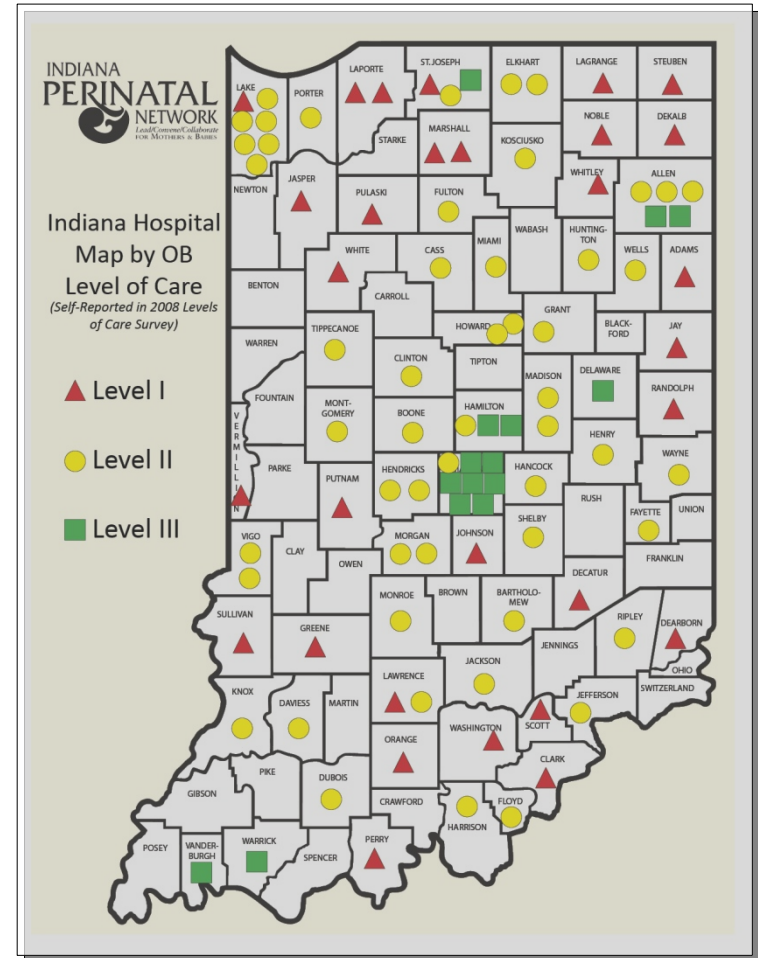 INDIANA
PERINATAL
NETWORK
Lead/Convene/Collaborate
FOR MOTHERS & BABIES
Indiana Hospital
Map by OB
Level of Care
(Self-Reported in 2008 Levels
of Care Survey)
Level I
Level II
Level III
LAKE
PORTER
LAPORTE
ST.JOSEPH
ELKHART
LAGRANGE
STEUBEN
NOBLE
DEKALB
STARKE
MARSHALL
KOSCIUSKO
WHITLEY
ALLEN
NEWTON
JASPER
PULASKI
FULTON
WABASH
HUNTING-
TON
WELLS
ADAMS
WHITE
CASS
MIAMI
BENTON
CARROLL
HOWARD
GRANT
BLACK-
FORD
JAY
WARREN
TIPPECANOE
CLINTON
TIPTON
MADISON
DELAWARE
RANDOLPH
FOUNTAIN
MONT-
GOMERY
BOONE
HAMILTON
HENRY
WAYNE
VERMILLION
PARKE
PUTNAM
HENDRICKS
HANCOCK
RUSH
FAYETTE
UNION
VIGO
CLAY
OWEN
MORGAN
JOHNSON
SHELBY
FRANKLIN
DECATUR
SULLIVAN
GREENE
MONROE
BROWN
BARTHOLO-
MEW
RIPLEY
DEARBORN
JENNINGS
OHIO
SWITZERLAND
KNOX
DAVIESS
MARTIN
LAWRENCE
JACKSON
JEFFERSON
SCOTT
WASHINGTON
ORANGE
CLARK
PIKE
DUBOIS
GIBSON
CRAWFORD
FLOYD
HARRISON
POSEY
VANDER-
BURGH
WARRICK
SPENCER
PERRY